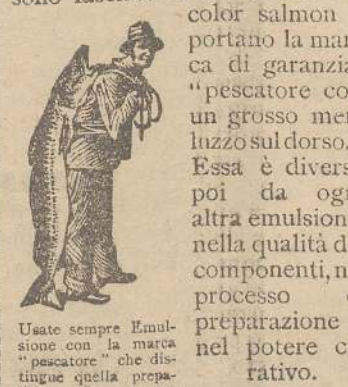 color salmon
portano la mar
ca di garanzia
"pescatore co
un grosso mer
luzzo sul dorso.
Essa è divers
poi da ogn
altra emulsion
nella qualità d
componenti, n
processo
preparazione
nel potere c
rativo.
Usate sempre Emul-
sione con la marca
"pescatore" che dis-
tingue quella prepa-